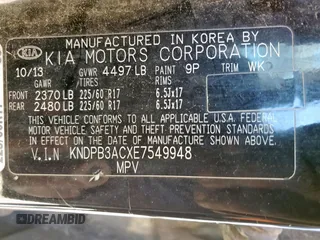 MANUFACTURED IN KOREA BY
KIA KIA MOTORS CORPORATION
10/13 GVWR 4497 LB PAINT 9P TRIM WK
GAWR TIRES RIMS
FRONT 2370 LB 225/60 R17 6.5Jx17
REAR 2480 LB 225/60 R17 6.5Jx17
THIS VEHICLE CONFORMS TO ALL APPLICABLE
FEDERAL MOTOR VEHICLE SAFETY STANDARDS
IN EFFECT ON THE DATE OF MANUFACTURE
SHOWN ABOVE.
V.I.N KNDPB3ACXE7549948
MPV
DREAMBID